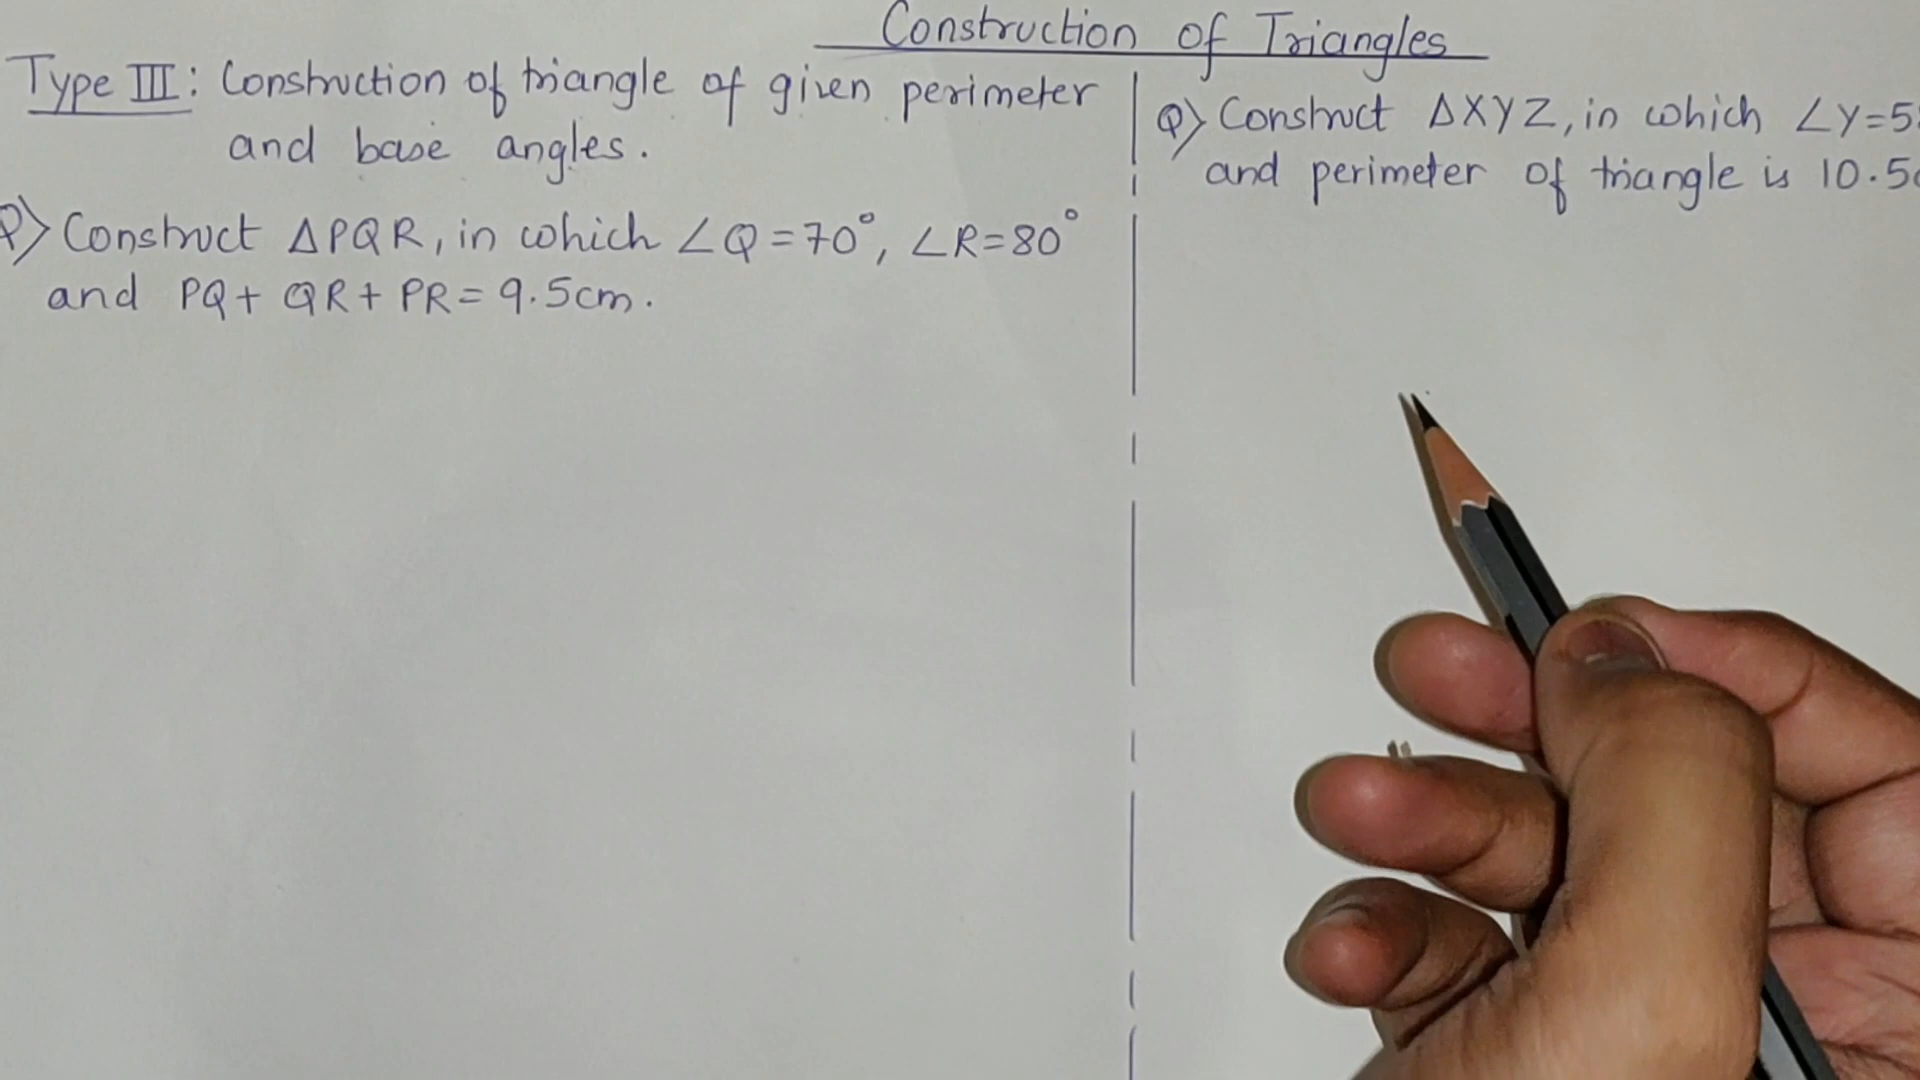 Construction of Triangles
Type III: Construction of triangle of given perimeter
and base angles.
Q) Construct ΔPQR, in which ∠Q=70°, ∠R=80°
and PQ+ QR+ PR= 9.5cm.
Q) Construct ΔXYZ, in which ∠Y=5
and perimeter of triangle is 10.5